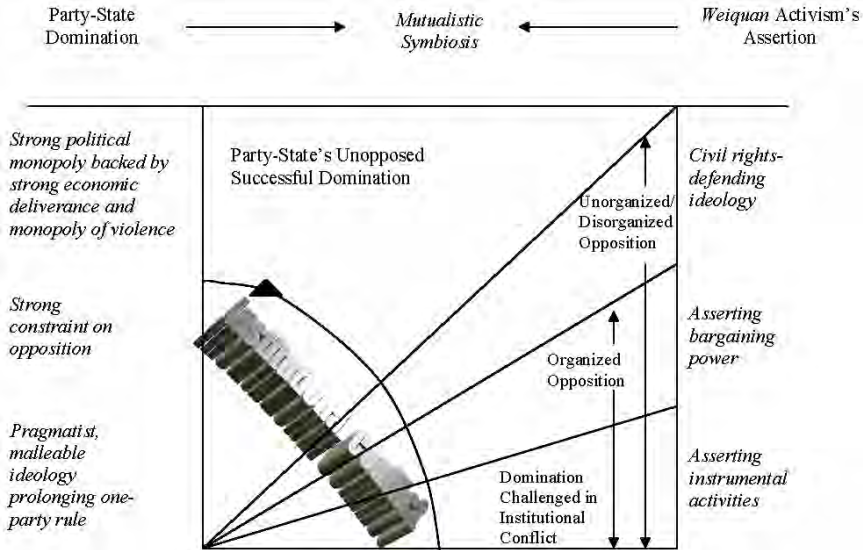 Party-State
Domination
Mutualistic
Symbiosis
Weiquan Activism's
Assertion
Strong political
monopoly backed by
strong economic
deliverance and
monopoly of violence
Strong
constraint on
opposition
Pragmatist,
malleable
ideology
prolonging one-
party rule
Party-State's Unopposed
Successful Domination
Unorganized/
Disorganized
Opposition
Organized
Opposition
Domination
Challenged in
Institutional
Conflict
Civil rights-
defending
ideology
Asserting
bargaining
power
Asserting
instrumental
activities